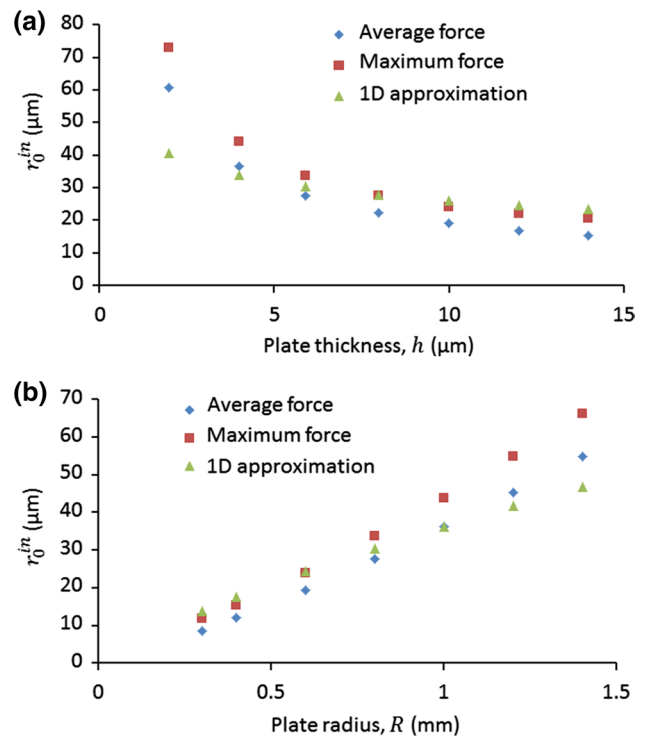 (a)
80
70
60
50
40
30
20
10
0
r₀ⁱⁿ (µm)
Average force
Maximum force
1D approximation
0 5 10 15
Plate thickness, h (µm)
(b)
70
60
50
40
30
20
10
0
r₀ⁱⁿ (µm)
Average force
Maximum force
1D approximation
0 0.5 1 1.5
Plate radius, R (mm)